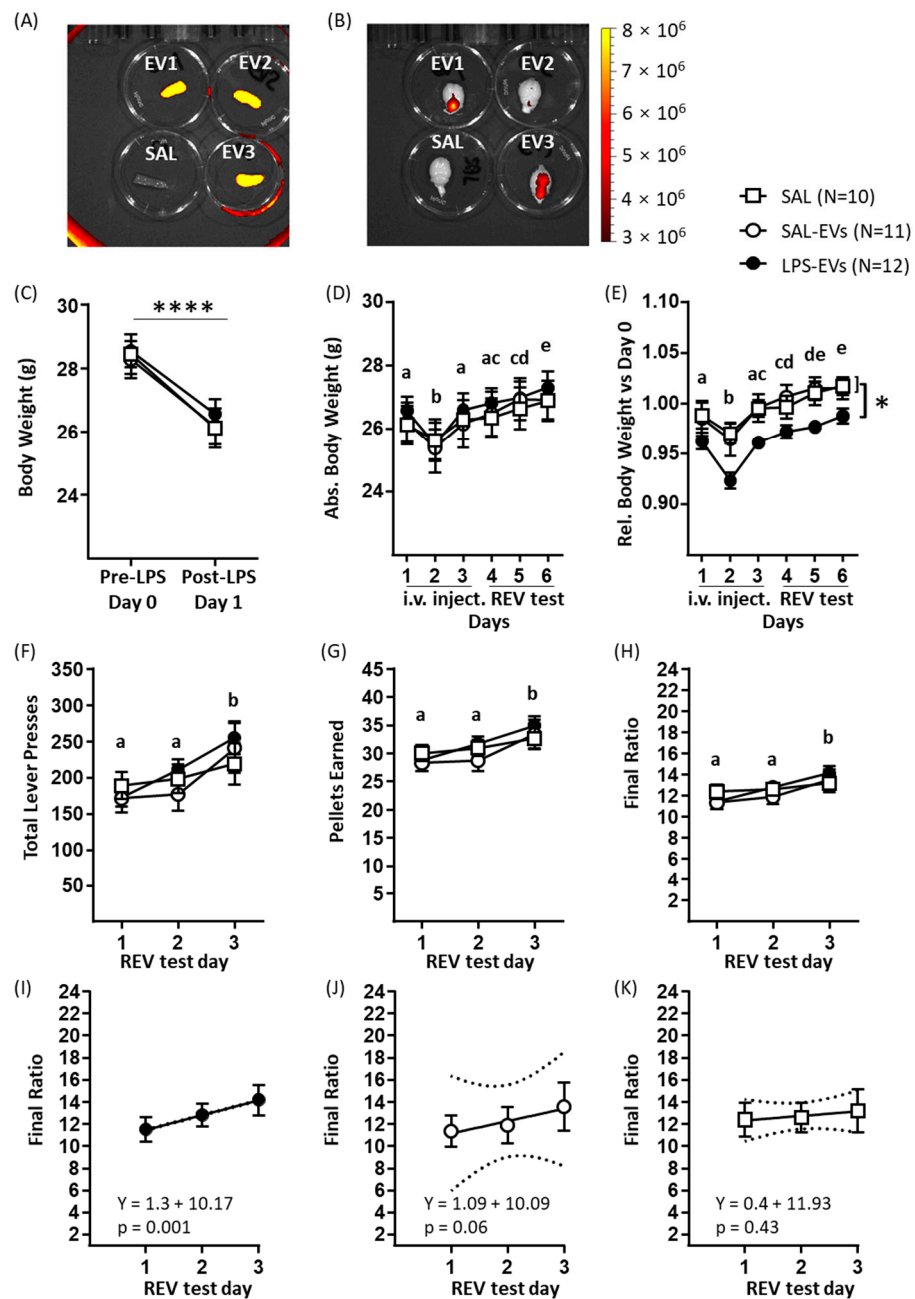 (A)
EV1
EV2
SAL
EV3
(B)
EV1
EV2
SAL
EV3
8 × 10⁶
7 × 10⁶
6 × 10⁶
5 × 10⁶
4 × 10⁶
3 × 10⁶
SAL (N=10)
SAL-EVs (N=11)
LPS-EVs (N=12)
(C)
Body Weight (g)
30
28
26
24
****
Pre-LPS Post-LPS
Day 0 Day 1
(D)
Abs. Body Weight (g)
30
28
26
24
a b a ac cd e
1 2 3 4 5 6
i.v. inject. REV test
Days
(E)
Rel. Body Weight vs Day 0
1.10
1.05
1.00
0.95
0.90
a b ac cd de e
*
1 2 3 4 5 6
i.v. inject. REV test
Days
(F)
Total Lever Presses
350
300
250
200
150
100
50
a a b
1 2 3
REV test day
(G)
Pellets Earned
45
40
35
30
25
20
15
10
5
a a b
1 2 3
REV test day
(H)
Final Ratio
24
22
20
18
16
14
12
10
8
6
4
2
a a b
1 2 3
REV test day
(I)
Final Ratio
24
22
20
18
16
14
12
10
8
6
4
2
Y = 1.3 + 10.17
p = 0.001
1 2 3
REV test day
(J)
Final Ratio
24
22
20
18
16
14
12
10
8
6
4
2
Y = 1.09 + 10.09
p = 0.06
1 2 3
REV test day
(K)
Final Ratio
24
22
20
18
16
14
12
10
8
6
4
2
Y = 0.4 + 11.93
p = 0.43
1 2 3
REV test day